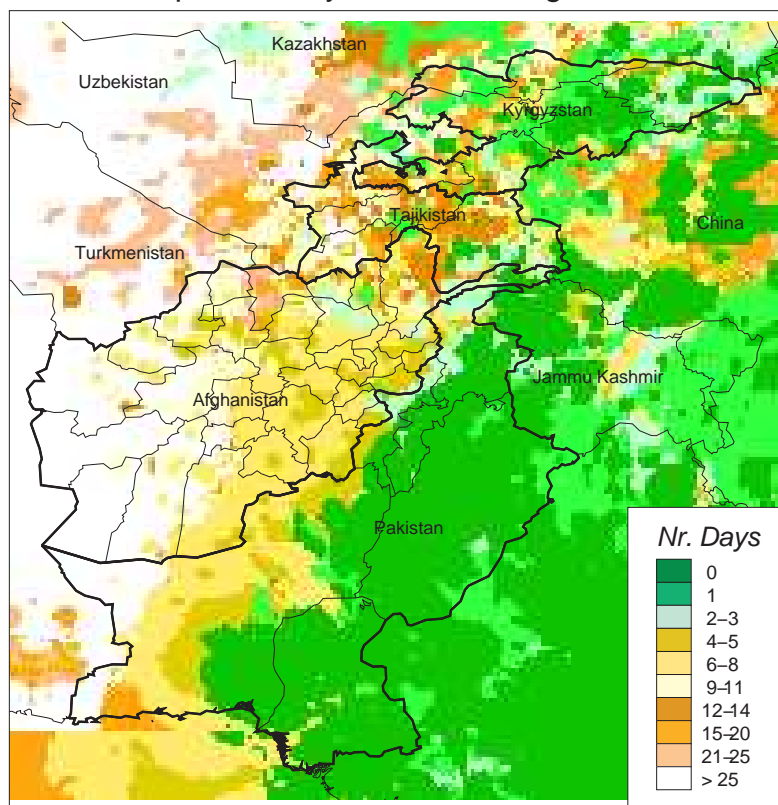 Kazakhstan
Uzbekistan
Kyrgyzstan
Tajikistan
China
Turkmenistan
Jammu Kashmir
Afghanistan
Pakistan
Nr. Days
0
1
2–3
4–5
6–8
9–11
12–14
15–20
21–25
> 25